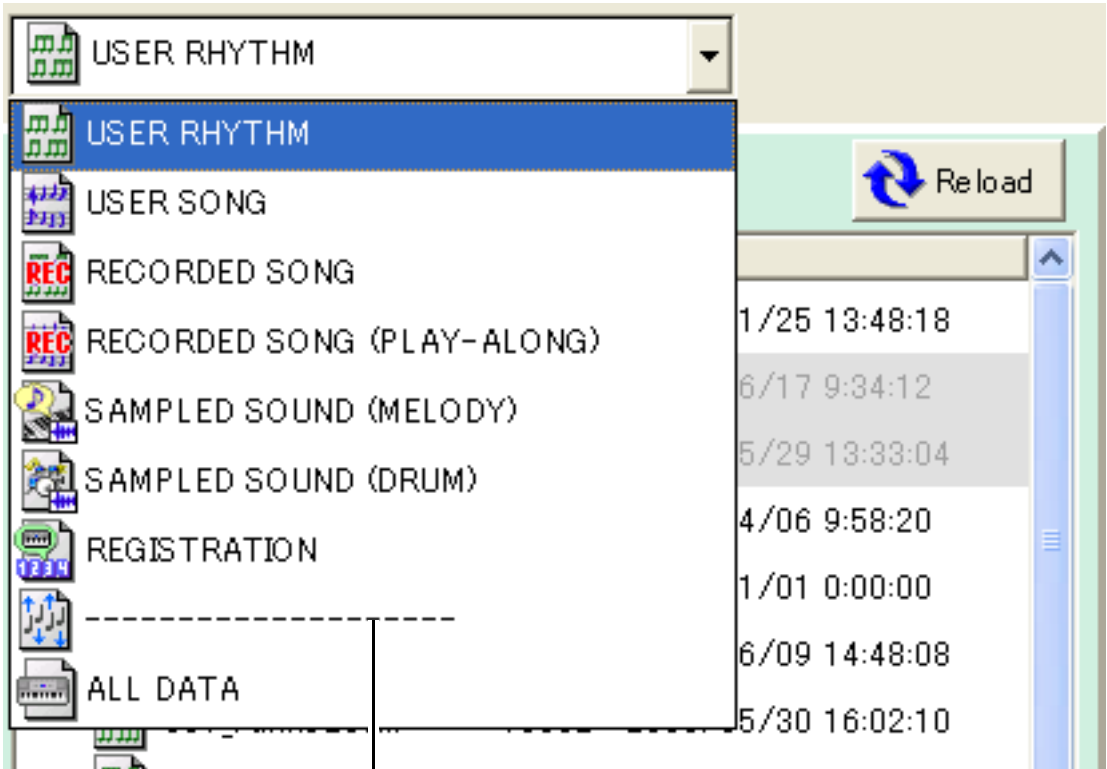 USER RHYTHM
USER RHYTHM
Reload
USER SONG
RECORDED SONG
REC
1/25 13:48:18
RECORDED SONG (PLAY-ALONG)
REC
6/17 9:34:12
SAMPLED SOUND (MELODY)
5/29 13:33:04
SAMPLED SOUND (DRUM)
4/06 9:58:20
REGISTRATION
1234
1/01 0:00:00
-------------------
6/09 14:48:08
ALL DATA
5/30 16:02:10